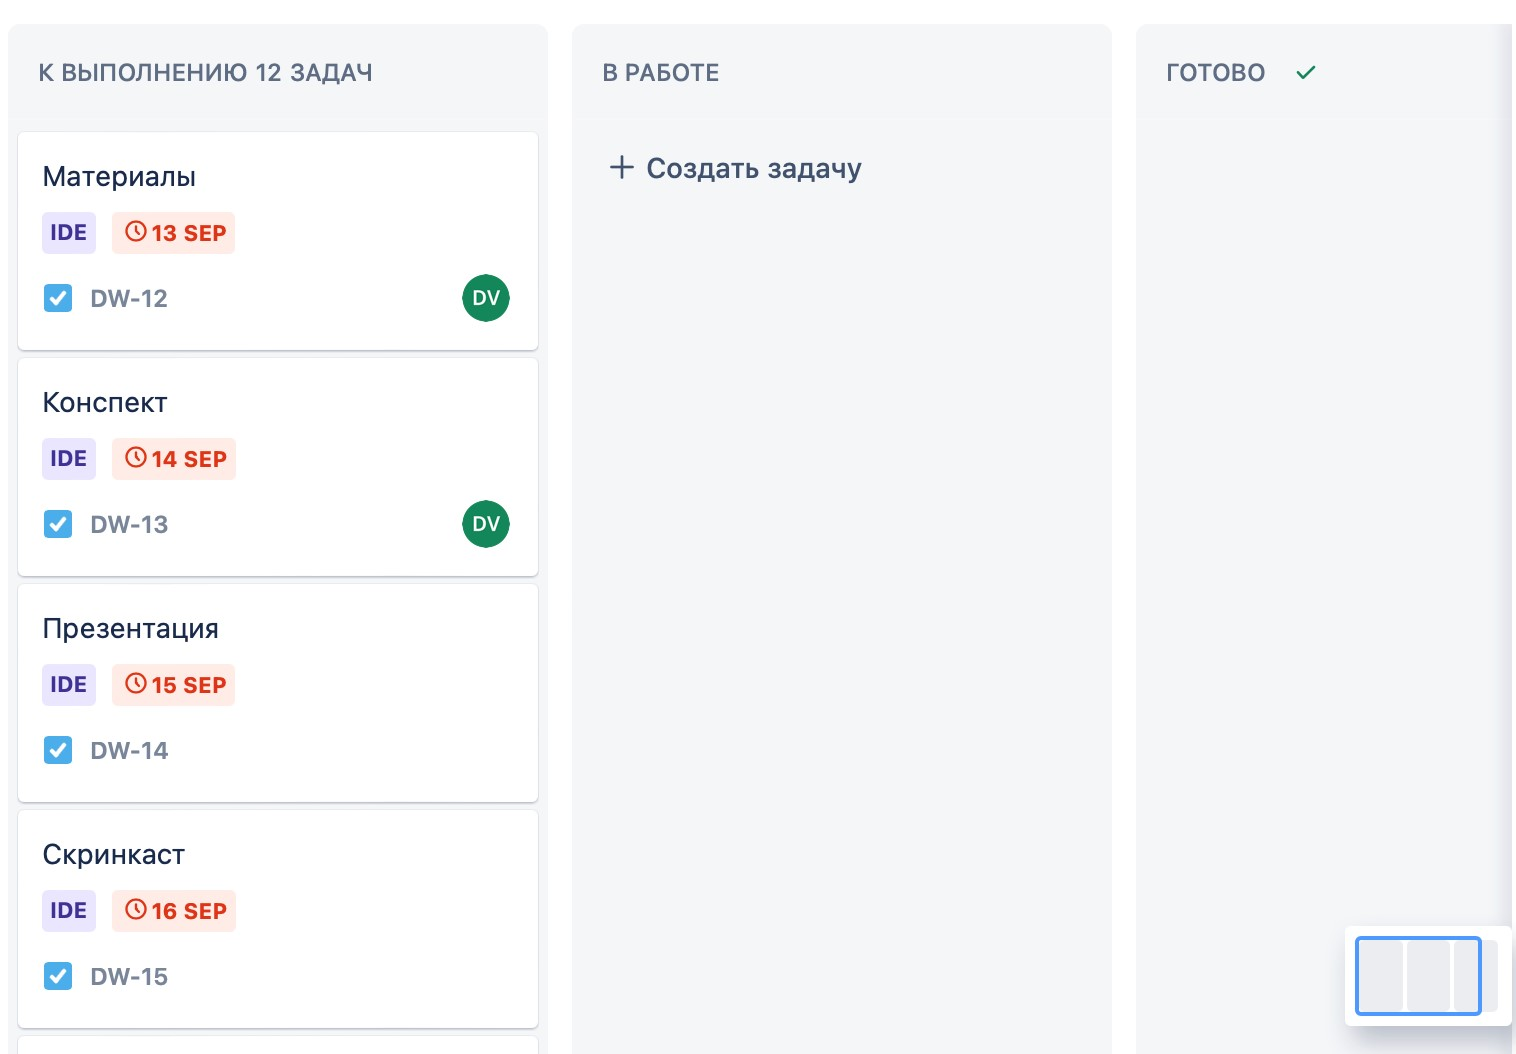 К ВЫПОЛНЕНИЮ 12 ЗАДАЧ
Материалы
IDE 13 SEP
DW-12 DV
Конспект
IDE 14 SEP
DW-13 DV
Презентация
IDE 15 SEP
DW-14
Скринкаст
IDE 16 SEP
DW-15
В РАБОТЕ
Создать задачу
ГОТОВО